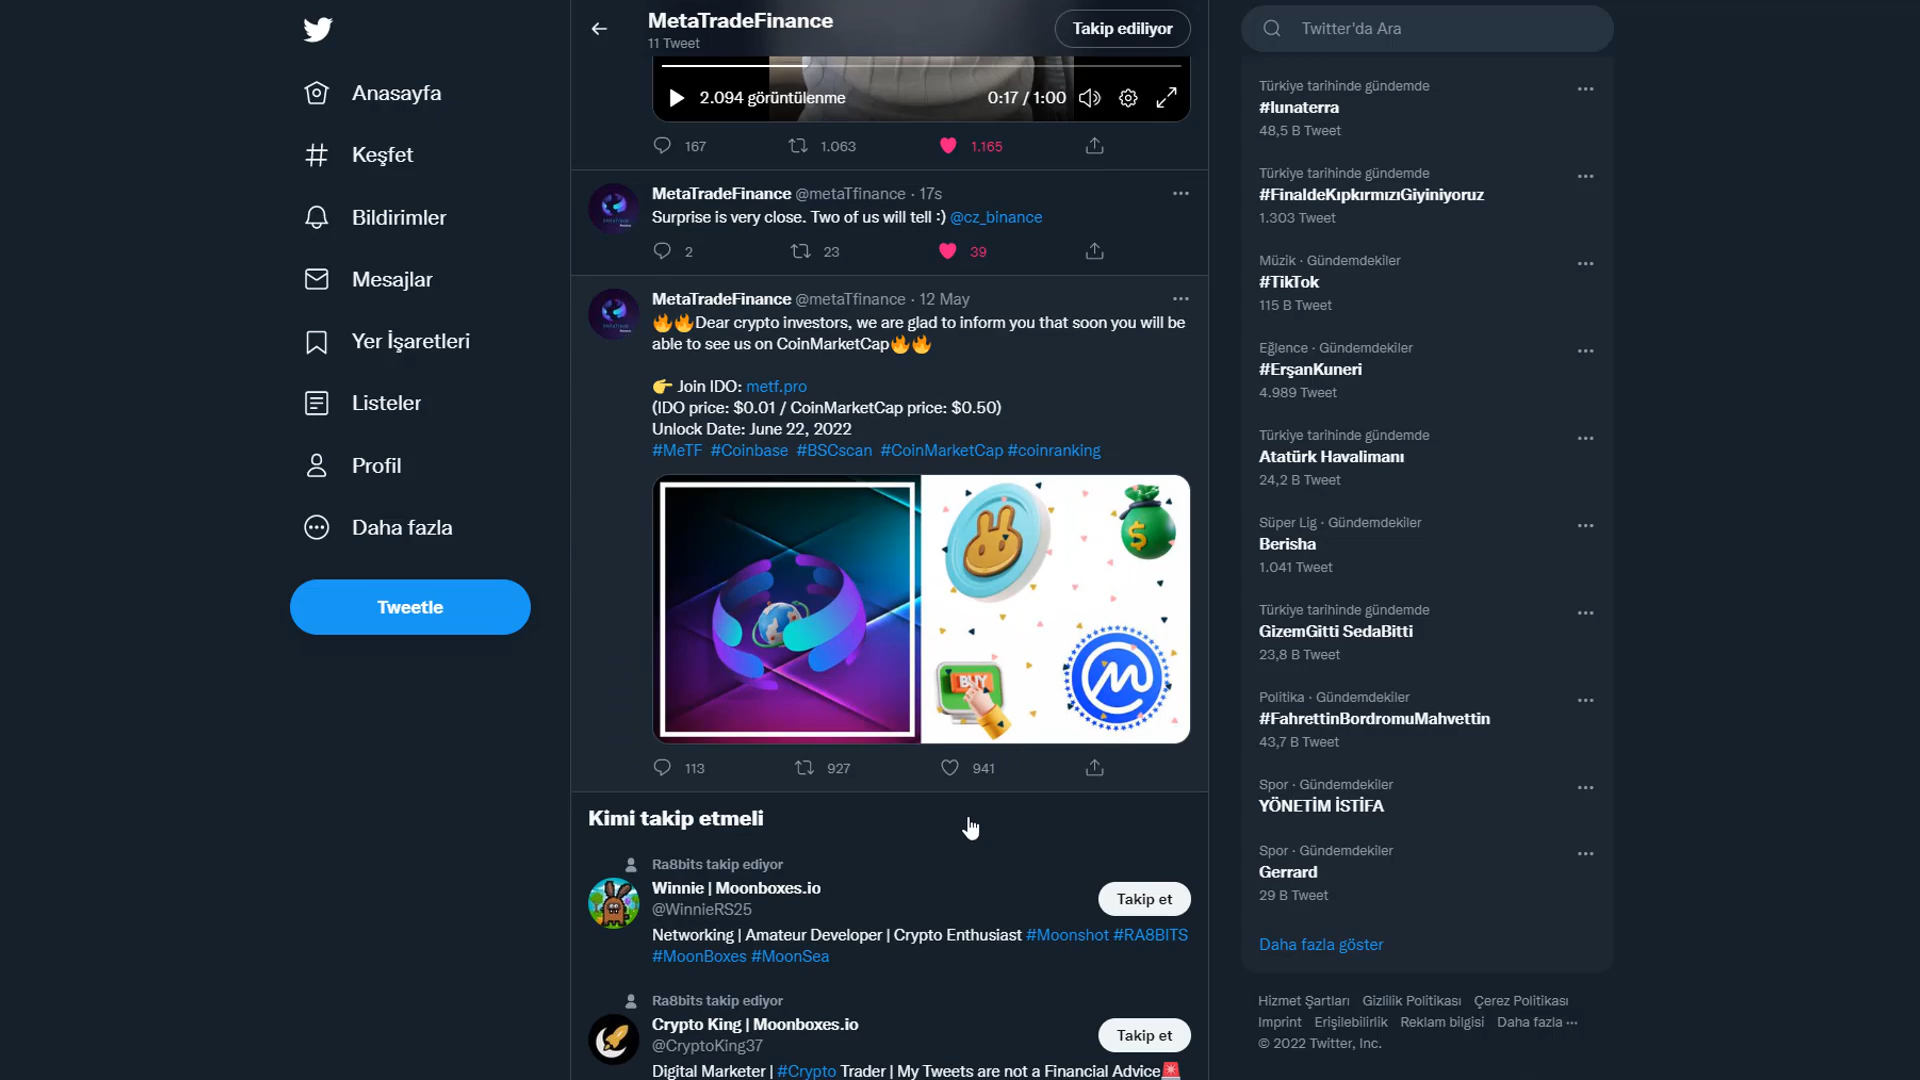 MetaTradeFinance
11 Tweet
Takip ediliyor
Twitter'da Ara
Anasayfa
Keşfet
Bildirimler
Mesajlar
Yer İşaretleri
Listeler
Profil
Daha fazla
Tweetle
2.094 görüntülenme
0:17 / 1:00
167
1.063
1.165
MetaTradeFinance @metaTfinance · 17s
Surprise is very close. Two of us will tell :) @cz_binance
2
23
39
MetaTradeFinance @metaTfinance · 12 May
🔥🔥Dear crypto investors, we are glad to inform you that soon you will be
able to see us on CoinMarketCap🔥🔥
👉 Join IDO: metf.pro
(IDO price: $0.01 / CoinMarketCap price: $0.50)
Unlock Date: June 22, 2022
#MeTF #Coinbase #BSCscan #CoinMarketCap #coinranking
$
BUY
113
927
941
Kimi takip etmeli
Ra8bits takip ediyor
Winnie | Moonboxes.io
@WinnieRS25
Takip et
Networking | Amateur Developer | Crypto Enthusiast #Moonshot #RA8BITS
#MoonBoxes #MoonSea
Ra8bits takip ediyor
Crypto King | Moonboxes.io
@CryptoKing37
Takip et
Digital Marketer | #Crypto Trader | My Tweets are not a Financial Advice🚨
Türkiye tarihinde gündemde
#lunaterra
48,5 B Tweet
Türkiye tarihinde gündemde
#FinaldeKıpkırmızıGiyiniyoruz
1.303 Tweet
Müzik · Gündemdekiler
#TikTok
115 B Tweet
Eğlence · Gündemdekiler
#ErşanKuneri
4.989 Tweet
Türkiye tarihinde gündemde
Atatürk Havalimanı
24,2 B Tweet
Süper Lig · Gündemdekiler
Berisha
1.041 Tweet
Türkiye tarihinde gündemde
GizemGitti SedaBitti
23,8 B Tweet
Politika · Gündemdekiler
#FahrettinBordromuMahvettin
43,7 B Tweet
Spor · Gündemdekiler
YÖNETİM İSTİFA
Spor · Gündemdekiler
Gerrard
29 B Tweet
Daha fazla göster
Hizmet Şartları Gizlilik Politikası Çerez Politikası
Imprint Erişilebilirlik Reklam bilgisi Daha fazla ···
© 2022 Twitter, Inc.